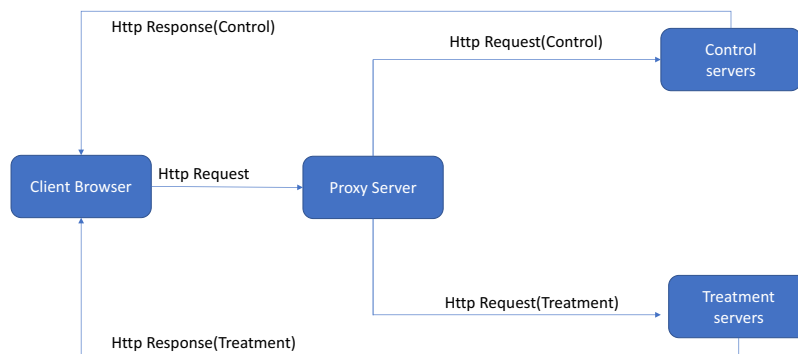 Http Response(Control)
Http Request(Control)
Control
servers
Client Browser
Http Request
Proxy Server
Http Request(Treatment)
Treatment
servers
Http Response(Treatment)